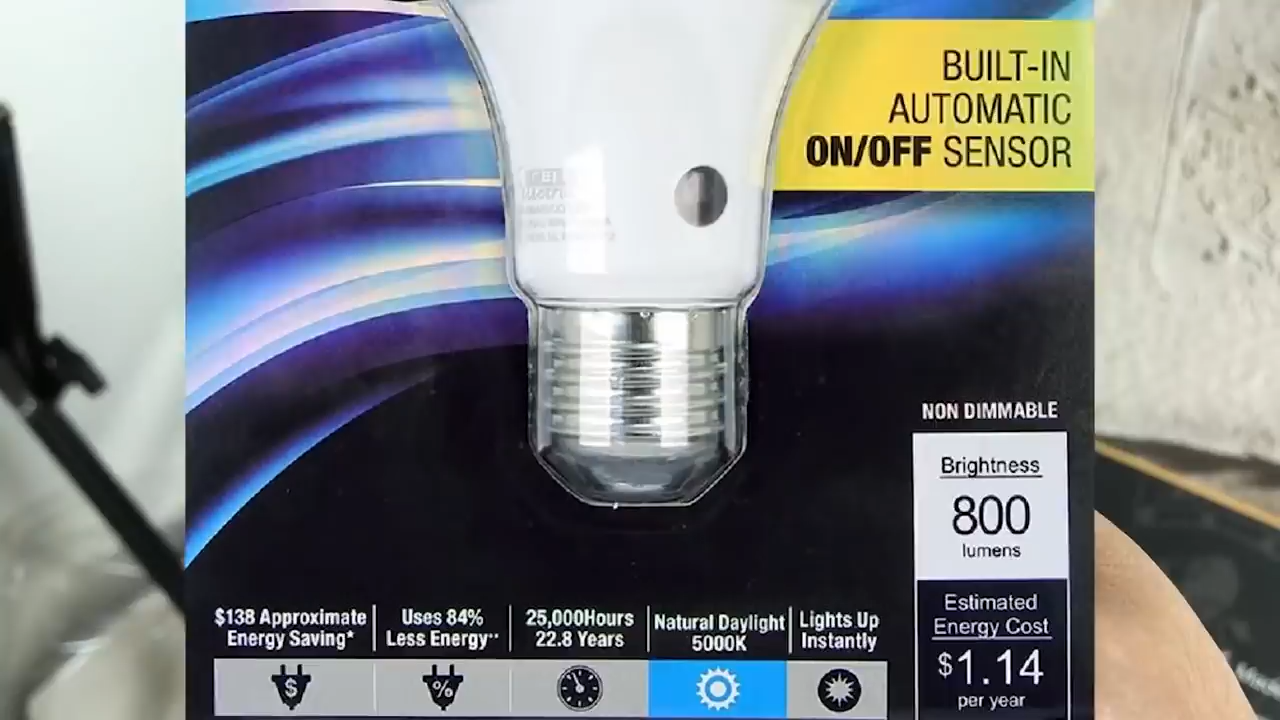 BUILT-IN
AUTOMATIC
ON/OFF SENSOR
NON DIMMABLE
Brightness
800
lumens
Estimated
Energy Cost
$1.14
per year
$138 Approximate
Energy Saving*
Uses 84%
Less Energy**
25,000Hours
22.8 Years
Natural Daylight
5000K
Lights Up
Instantly
$
%